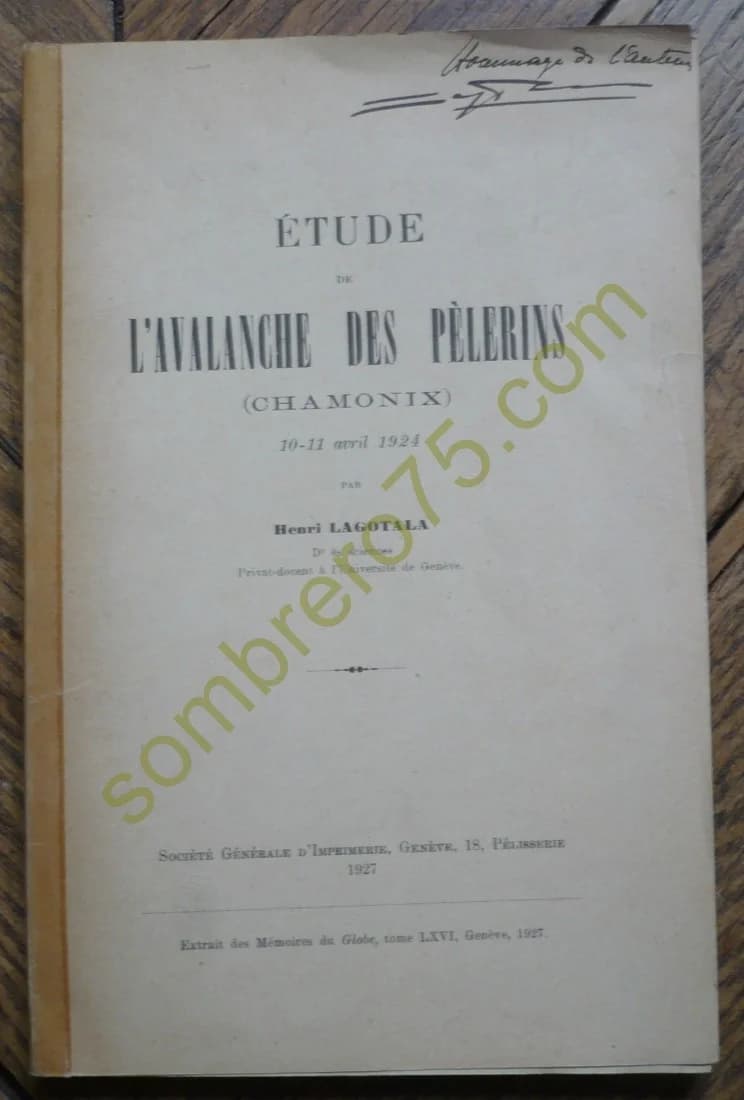 Hommage de l'auteur
ÉTUDE
DE
L'AVALANCHE DES PÈLERINS
(CHAMONIX)
10-11 avril 1924
PAR
Henri LAGOTALA
Dr ès sciences
Privat-docent à l'Université de Genève.
sombrero75.com
SOCIÉTÉ GÉNÉRALE D'IMPRIMERIE, GENÈVE, 18, PÉLISSERIE
1927
Extrait des Mémoires du Globe, tome LXVI, Genève, 1927.